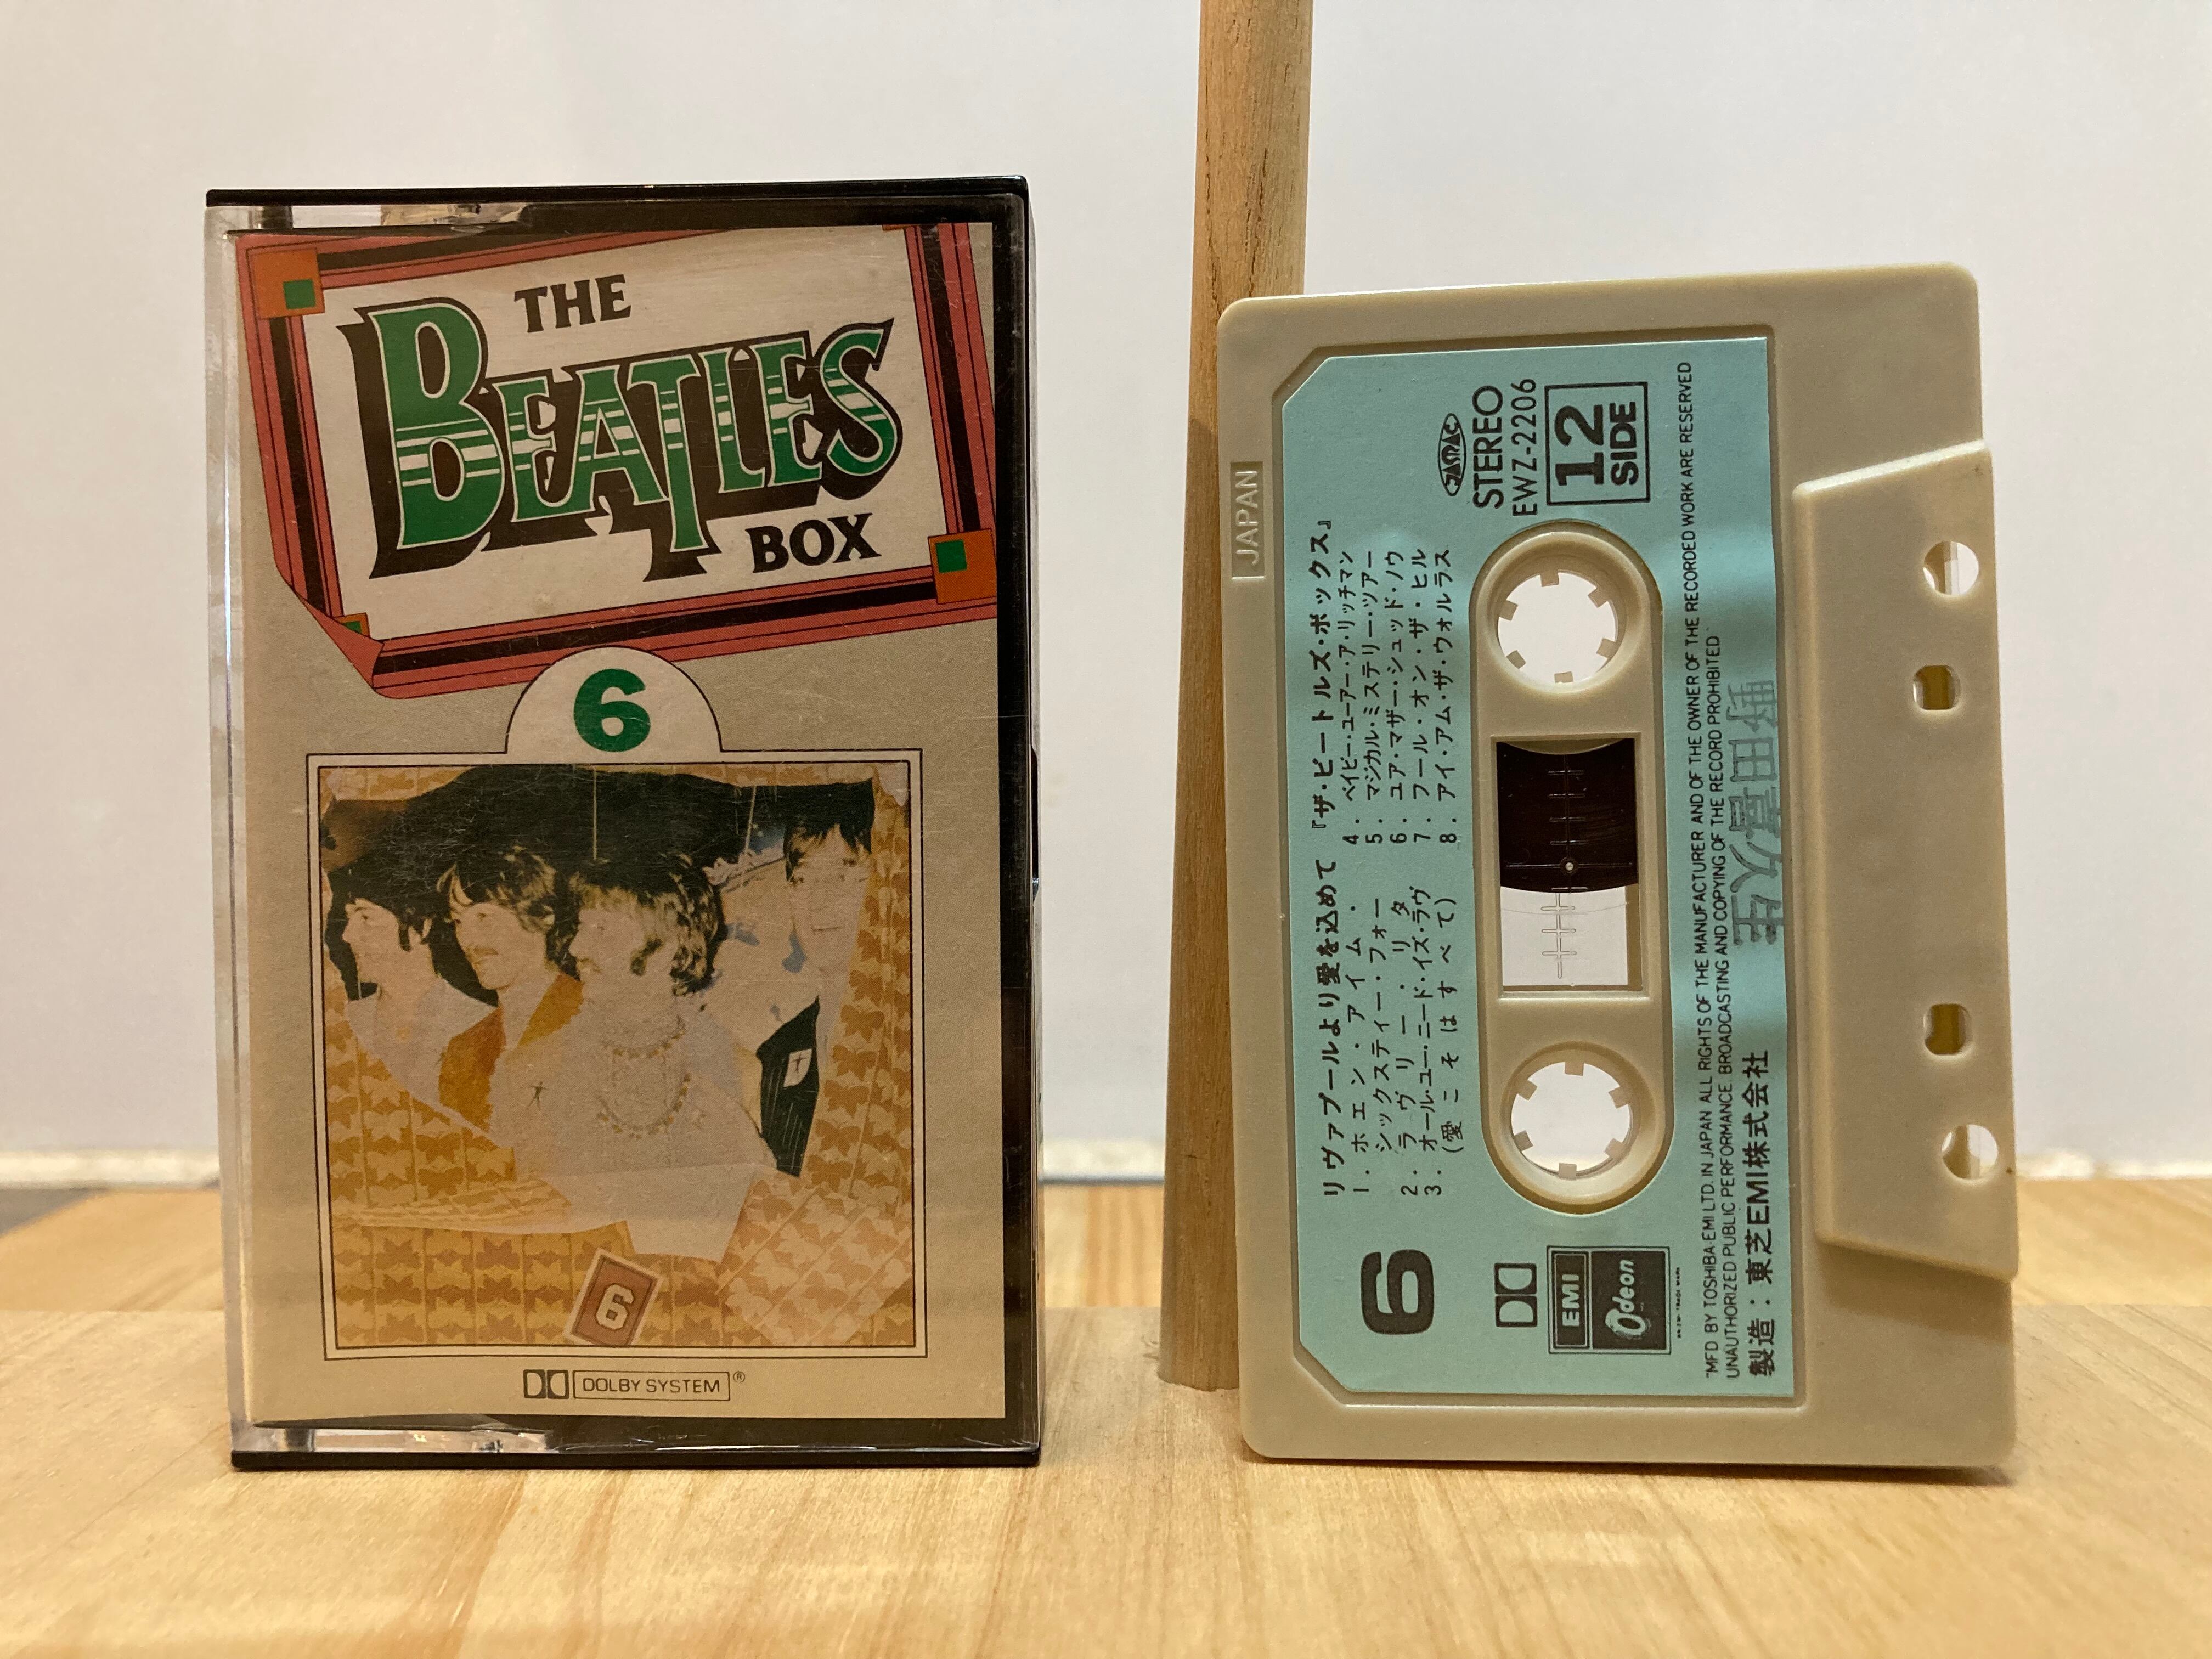 THE
BEATLES
BOX
6
6
DOLBY SYSTEM®
JAPAN
リヴァプールより愛を込めて『ザ・ビートルズ・ボックス』
1. ホエン・アイム・
シックスティー・フォー
2. ラヴリー・リタ
3. オール・ユー・ニード・イズ・ラヴ
(愛こそはすべて)
4. ベイビー・ユーアー・ア・リッチマン
5. マジカル・ミステリー・ツアー
6. ユア・マザー・シュッド・ノウ
7. フール・オン・ザ・ヒル
8. アイ・アム・ザ・ウォルラス
6
EMI
Odeon
JASRAC
STEREO
EWZ-2206
12
SIDE
"MFD BY TOSHIBA-EMI LTD. IN JAPAN ALL RIGHTS OF THE MANUFACTURER AND OF THE OWNER OF THE RECORDED WORK ARE RESERVED
UNAUTHORIZED PUBLIC PERFORMANCE. BROADCASTING AND COPYING OF THE RECORD PROHIBITED"
製造：東芝EMI株式会社
野田喜久生